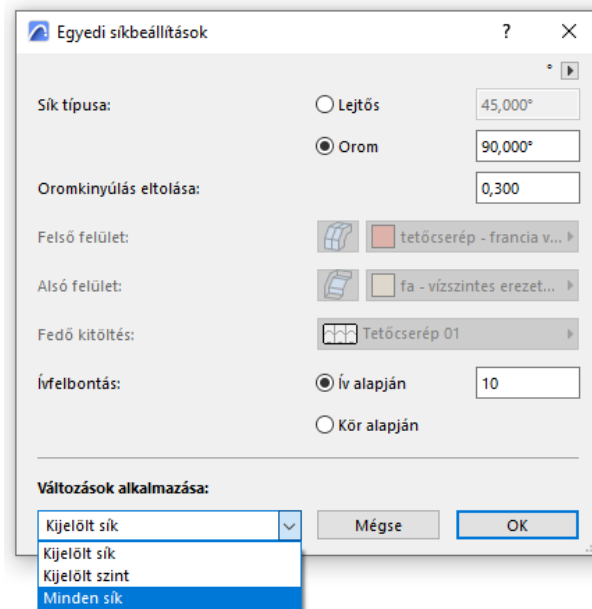 Egyedi síkbeállítások ?
°
Sík típusa: Lejtős 45,000°
Orom 90,000°
Oromkinyúlás eltolása: 0,300
Felső felület: tetőcserép - francia v...
Alsó felület: fa - vízszintes erezet...
Fedő kitöltés: Tetőcserép 01
Ívfelbontás: Ív alapján 10
Kör alapján
Változások alkalmazása:
Kijelölt sík Mégse OK
Kijelölt sík
Kijelölt szint
Minden sík